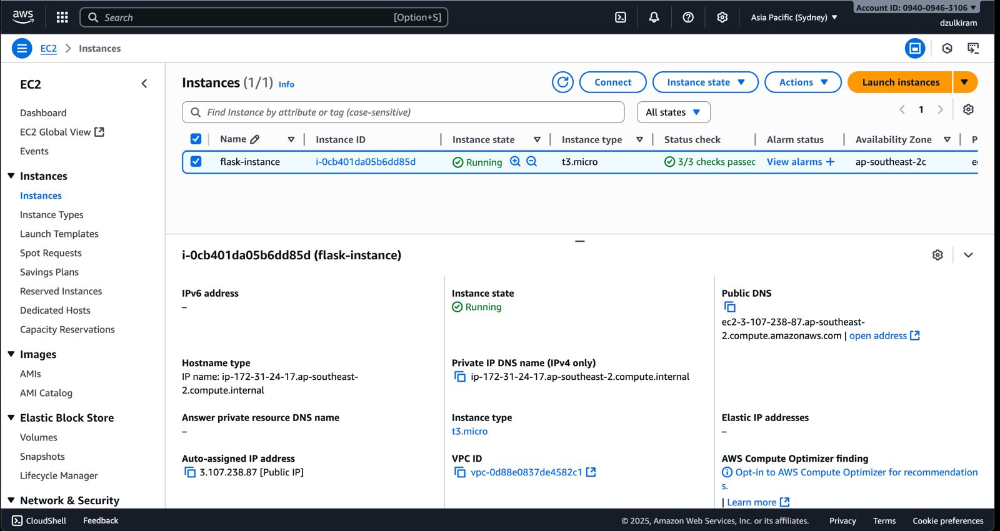 aws
Search [Option+S]
Asia Pacific (Sydney)
Account ID: 0940-0946-3106
dzulkiram
EC2 Instances
EC2
Dashboard
EC2 Global View
Events
Instances
Instances
Instance Types
Launch Templates
Spot Requests
Savings Plans
Reserved Instances
Dedicated Hosts
Capacity Reservations
Images
AMIs
AMI Catalog
Elastic Block Store
Volumes
Snapshots
Lifecycle Manager
Network & Security
Instances (1/1) Info
Connect Instance state Actions Launch instances
Find Instance by attribute or tag (case-sensitive) All states 1
Name Instance ID Instance state Instance type Status check Alarm status Availability Zone P
flask-instance i-0cb401da05b6dd85d Running t3.micro 3/3 checks passec View alarms + ap-southeast-2c e
i-0cb401da05b6dd85d (flask-instance)
IPv6 address
–
Instance state
Running
Public DNS
ec2-3-107-238-87.ap-southeast-
2.compute.amazonaws.com | open address
Hostname type
IP name: ip-172-31-24-17.ap-southeast-
2.compute.internal
Private IP DNS name (IPv4 only)
ip-172-31-24-17.ap-southeast-2.compute.internal
Answer private resource DNS name
–
Instance type
t3.micro
Elastic IP addresses
–
Auto-assigned IP address
3.107.238.87 [Public IP]
VPC ID
vpc-0d88e0837de4582c1
AWS Compute Optimizer finding
Opt-in to AWS Compute Optimizer for recommendation
s.
| Learn more
CloudShell Feedback © 2025, Amazon Web Services, Inc. or its affiliates. Privacy Terms Cookie preferences